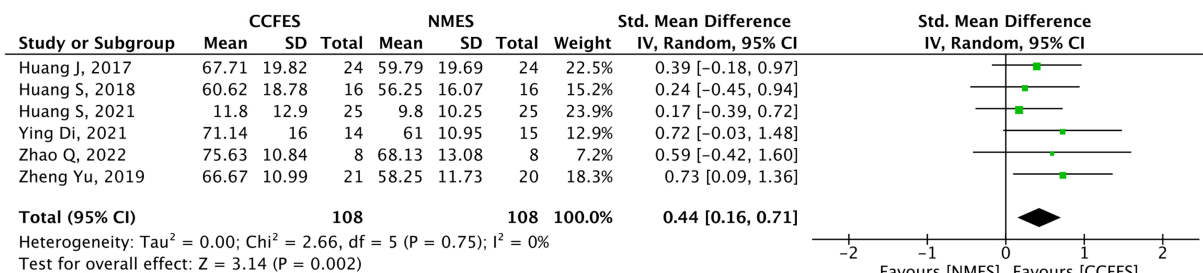 CCFES NMES Std. Mean Difference Std. Mean Difference
Study or Subgroup Mean SD Total Mean SD Total Weight IV, Random, 95% CI IV, Random, 95% CI
Huang J, 2017 67.71 19.82 24 59.79 19.69 24 22.5% 0.39 [-0.18, 0.97]
Huang S, 2018 60.62 18.78 16 56.25 16.07 16 15.2% 0.24 [-0.45, 0.94]
Huang S, 2021 11.8 12.9 25 9.8 10.25 25 23.9% 0.17 [-0.39, 0.72]
Ying Di, 2021 71.14 16 14 61 10.95 15 12.9% 0.72 [-0.03, 1.48]
Zhao Q, 2022 75.63 10.84 8 68.13 13.08 8 7.2% 0.59 [-0.42, 1.60]
Zheng Yu, 2019 66.67 10.99 21 58.25 11.73 20 18.3% 0.73 [0.09, 1.36]
Total (95% CI) 108 108 100.0% 0.44 [0.16, 0.71]
Heterogeneity: Tau² = 0.00; Chi² = 2.66, df = 5 (P = 0.75); I² = 0%
Test for overall effect: Z = 3.14 (P = 0.002)
-2 -1 0 1 2
Favours [NMES] Favours [CCFES]